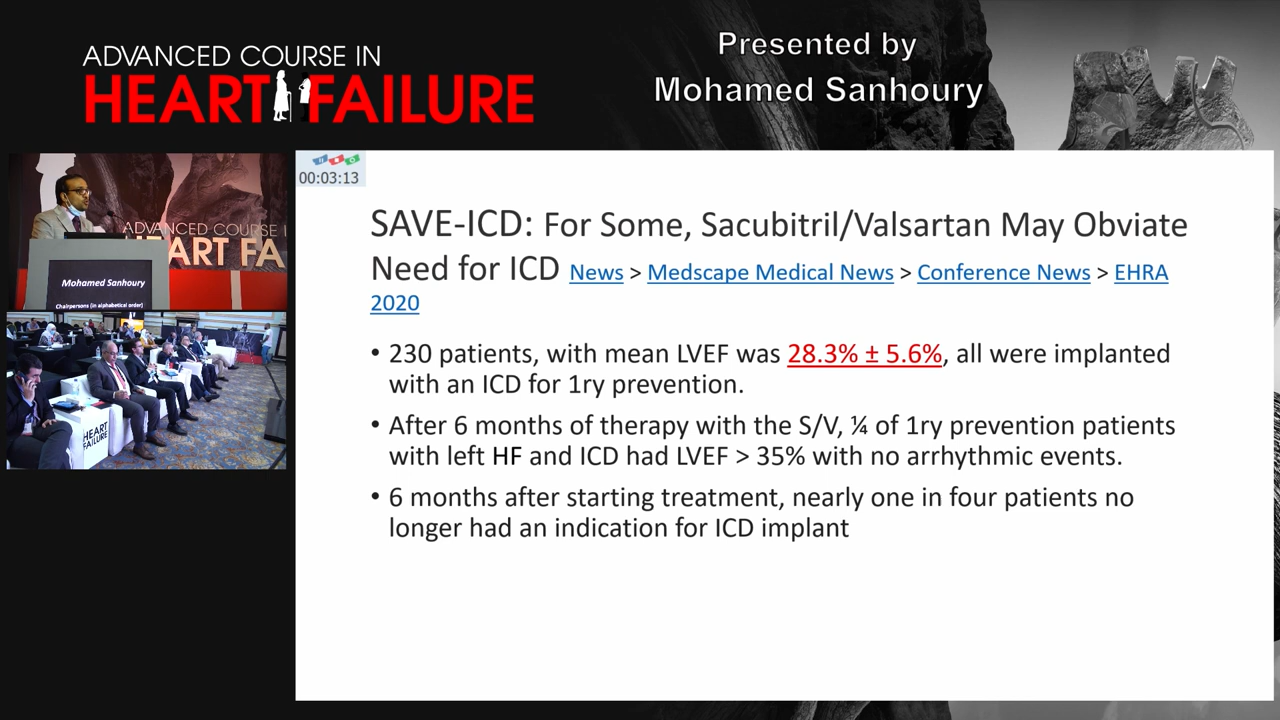 ADVANCED COURSE IN
HEART FAILURE
Presented by
Mohamed Sanhoury
00:03:13
ADVANCED COURSE
HEART FA
Mohamed Sanhoury
Chairpersons (in alphabetical order)
HEART
FAILURE
SAVE-ICD: For Some, Sacubitril/Valsartan May Obviate
Need for ICD News > Medscape Medical News > Conference News > EHRA
2020
• 230 patients, with mean LVEF was 28.3% ± 5.6%, all were implanted
with an ICD for 1ry prevention.
• After 6 months of therapy with the S/V, ¼ of 1ry prevention patients
with left HF and ICD had LVEF > 35% with no arrhythmic events.
• 6 months after starting treatment, nearly one in four patients no
longer had an indication for ICD implant